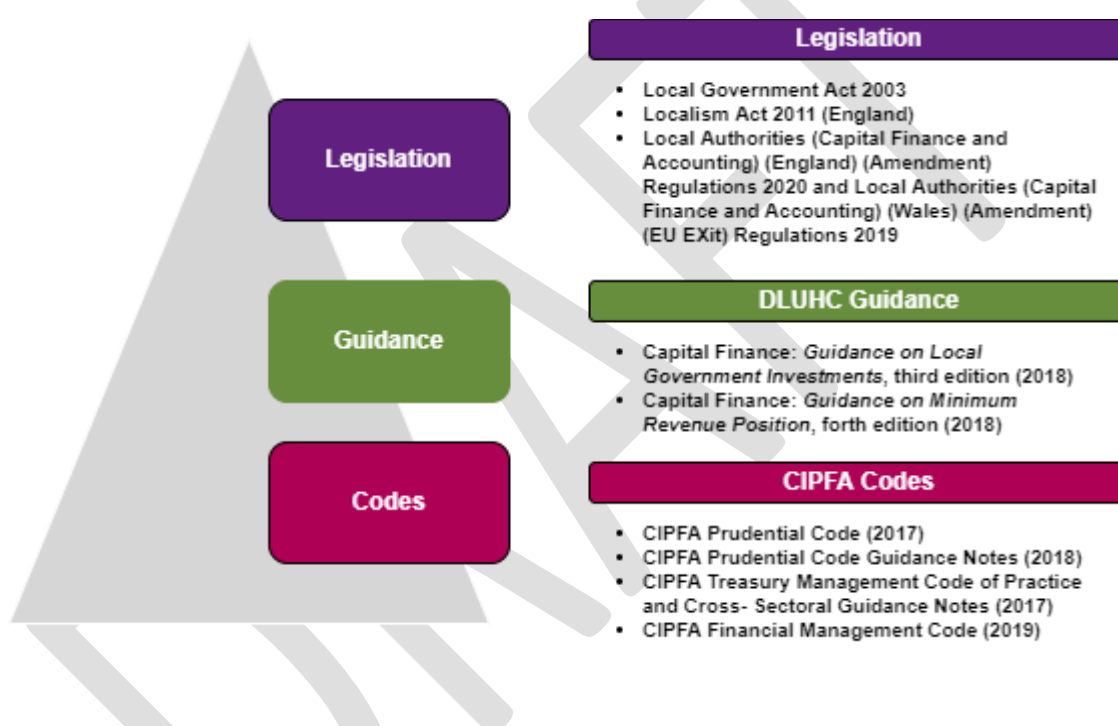 Legislation
Guidance
Codes
Legislation
• Local Government Act 2003
• Localism Act 2011 (England)
• Local Authorities (Capital Finance and
Accounting) (England) (Amendment)
Regulations 2020 and Local Authorities (Capital
Finance and Accounting) (Wales) (Amendment)
(EU EXit) Regulations 2019
DLUHC Guidance
• Capital Finance: Guidance on Local
Government Investments, third edition (2018)
• Capital Finance: Guidance on Minimum
Revenue Position, forth edition (2018)
CIPFA Codes
• CIPFA Prudential Code (2017)
• CIPFA Prudential Code Guidance Notes (2018)
• CIPFA Treasury Management Code of Practice
and Cross- Sectoral Guidance Notes (2017)
• CIPFA Financial Management Code (2019)
DRAFT